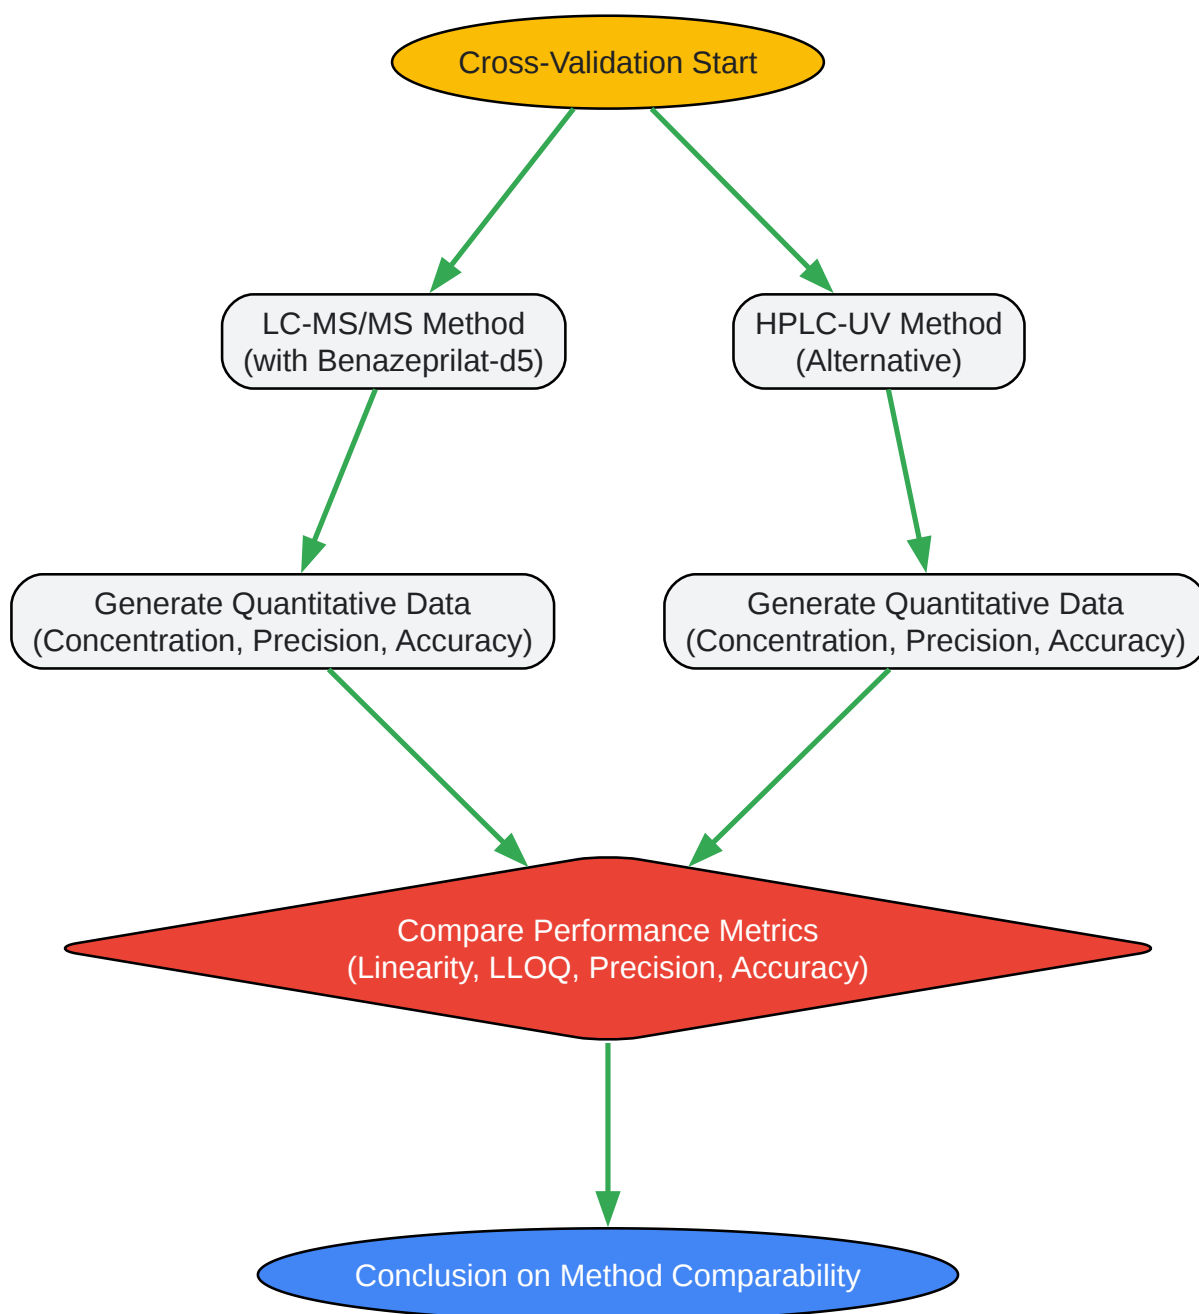 Cross-Validation Start
LC-MS/MS Method
(with Benazeprilat-d5)
HPLC-UV Method
(Alternative)
Generate Quantitative Data
(Concentration, Precision, Accuracy)
Generate Quantitative Data
(Concentration, Precision, Accuracy)
Compare Performance Metrics
(Linearity, LLOQ, Precision, Accuracy)
Conclusion on Method Comparability